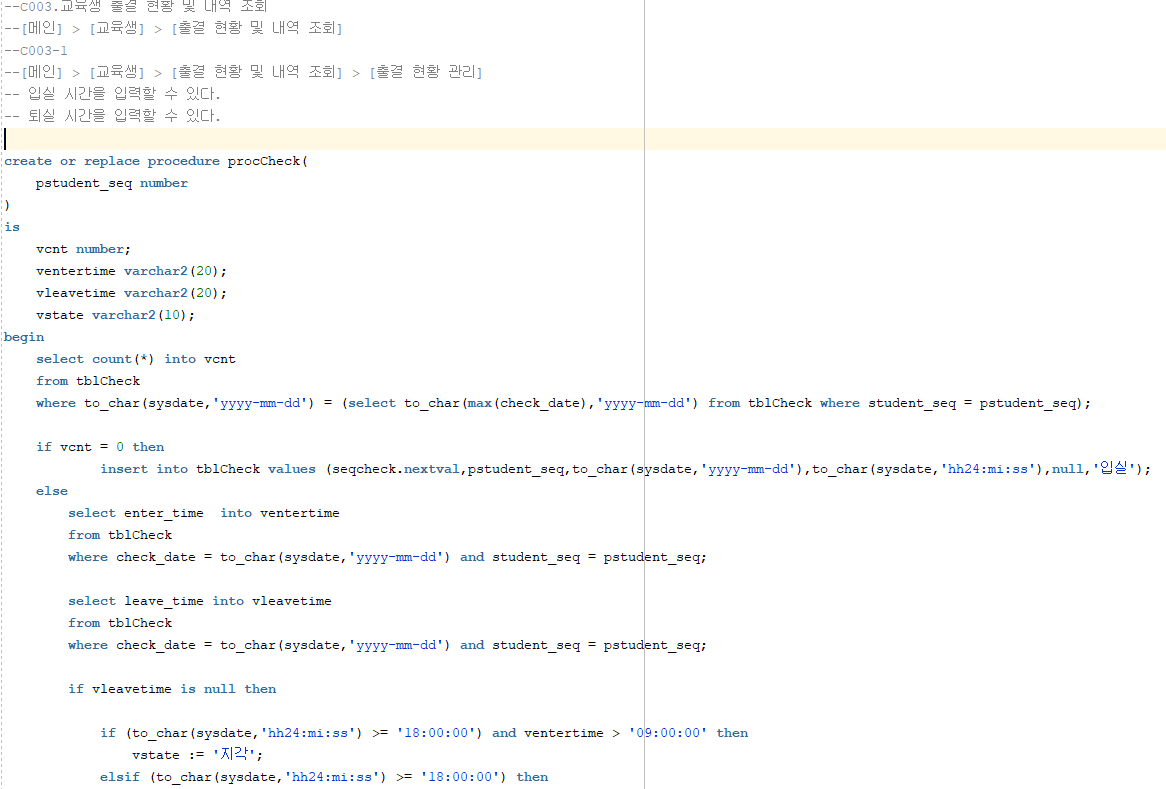 --C003.교육생 출결 현황 및 내역 조회
--[메인] > [교육생] > [출결 현황 및 내역 조회]
--C003-1
--[메인] > [교육생] > [출결 현황 및 내역 조회] > [출결 현황 관리]
-- 입실 시간을 입력할 수 있다.
-- 퇴실 시간을 입력할 수 있다.
create or replace procedure procCheck(
    pstudent_seq number
)
is
    vcnt number;
    ventertime varchar2(20);
    vleavetime varchar2(20);
    vstate varchar2(10);
begin
    select count(*) into vcnt
    from tblCheck
    where to_char(sysdate,'yyyy-mm-dd') = (select to_char(max(check_date),'yyyy-mm-dd') from tblCheck where student_seq = pstudent_seq);
    if vcnt = 0 then
            insert into tblCheck values (seqcheck.nextval,pstudent_seq,to_char(sysdate,'yyyy-mm-dd'),to_char(sysdate,'hh24:mi:ss'),null,'입실');
    else
        select enter_time  into ventertime
        from tblCheck
        where check_date = to_char(sysdate,'yyyy-mm-dd') and student_seq = pstudent_seq;
        select leave_time into vleavetime
        from tblCheck
        where check_date = to_char(sysdate,'yyyy-mm-dd') and student_seq = pstudent_seq;
        if vleavetime is null then
            if (to_char(sysdate,'hh24:mi:ss') >= '18:00:00') and ventertime > '09:00:00' then
                vstate := '지각';
            elsif (to_char(sysdate,'hh24:mi:ss') >= '18:00:00') then